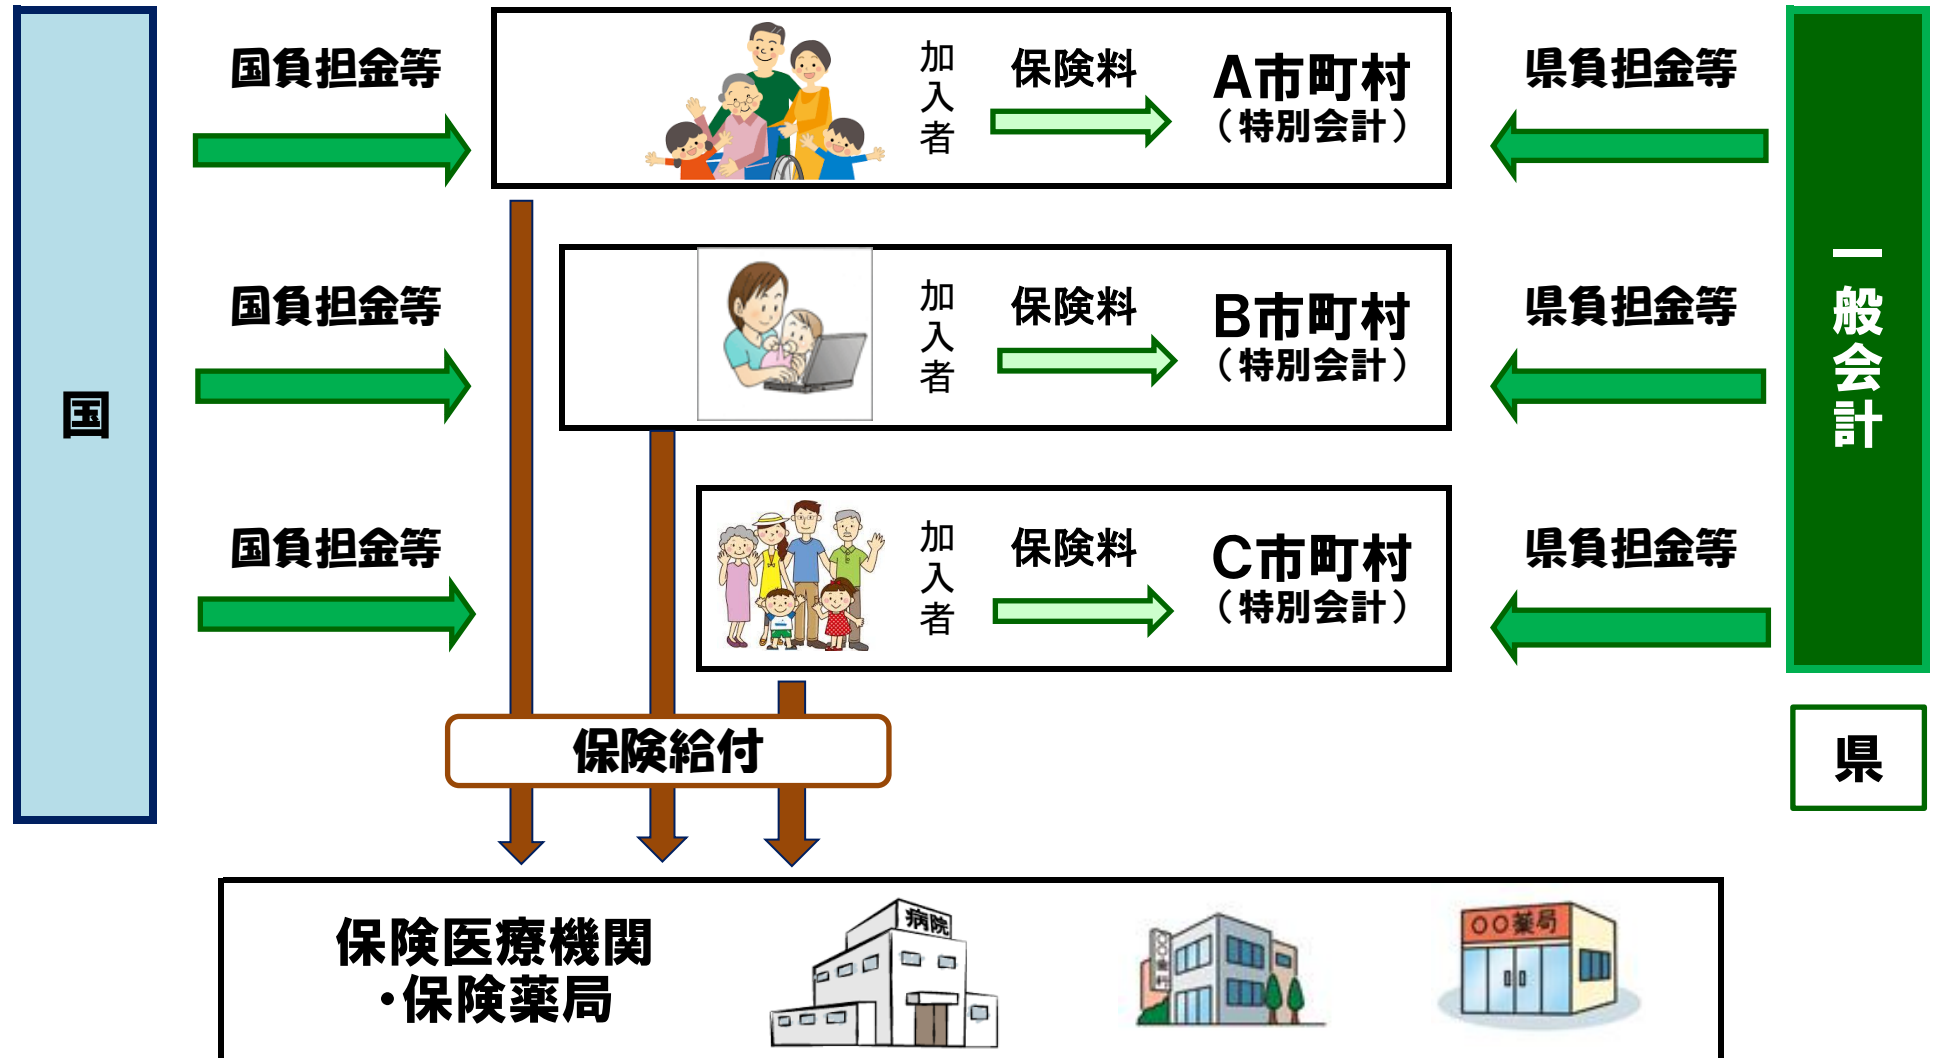 国
国負担金等
加入者
保険料
A市町村
（特別会計）
県負担金等
国負担金等
加入者
保険料
B市町村
（特別会計）
県負担金等
国負担金等
加入者
保険料
C市町村
（特別会計）
県負担金等
一般会計
県
保険給付
保険医療機関
・保険薬局
病院
〇〇薬局